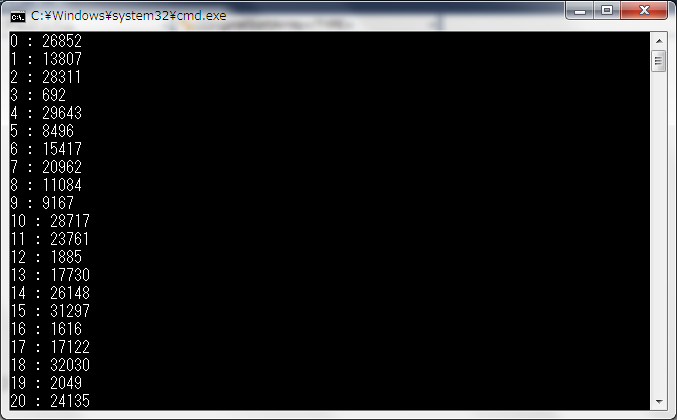 C:¥Windows¥system32¥cmd.exe
0 : 26852
1 : 13807
2 : 28311
3 : 692
4 : 29643
5 : 8496
6 : 15417
7 : 20962
8 : 11084
9 : 9167
10 : 28717
11 : 23761
12 : 1885
13 : 17730
14 : 26148
15 : 31297
16 : 1616
17 : 17122
18 : 32030
19 : 2049
20 : 24135